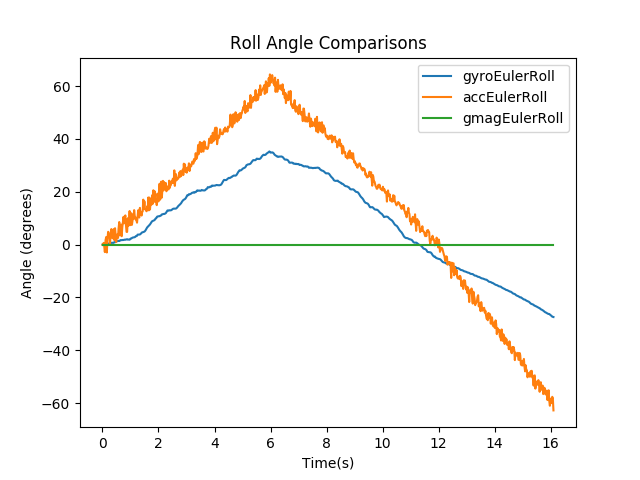 Roll Angle Comparisons
gyroEulerRoll
accEulerRoll
gmagEulerRoll
60
40
20
0
−20
−40
−60
Angle (degrees)
0 2 4 6 8 10 12 14 16
Time(s)